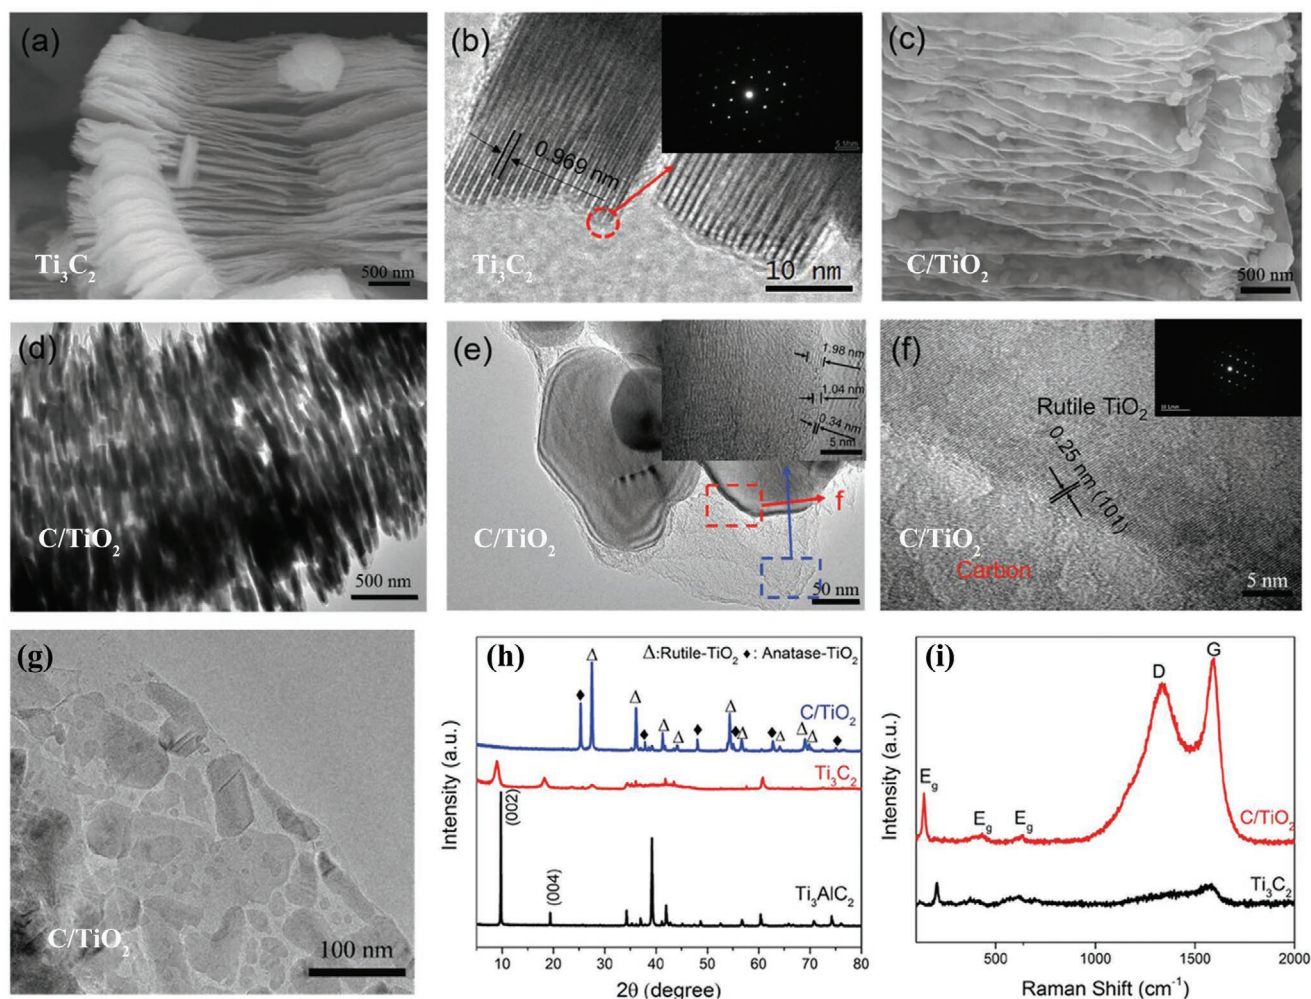 (a)
Ti₃C₂
500 nm
(b)
0.969 nm
Ti₃C₂
10 nm
(c)
C/TiO₂
500 nm
(d)
C/TiO₂
500 nm
(e)
1.98 nm
1.04 nm
0.34 nm
5 nm
f
C/TiO₂
50 nm
(f)
Rutile TiO₂
0.25 nm (101)
C/TiO₂
Carbon
5 nm
(g)
C/TiO₂
100 nm
(h)
Δ:Rutile-TiO₂ ♦: Anatase-TiO₂
C/TiO₂
Ti₃C₂
(002)
(004)
Ti₃AlC₂
Intensity (a.u.)
10 20 30 40 50 60 70 80
2θ (degree)
(i)
D
G
E_g
E_g
E_g
C/TiO₂
Ti₃C₂
Intensity (a.u.)
500 1000 1500 2000
Raman Shift (cm⁻¹)